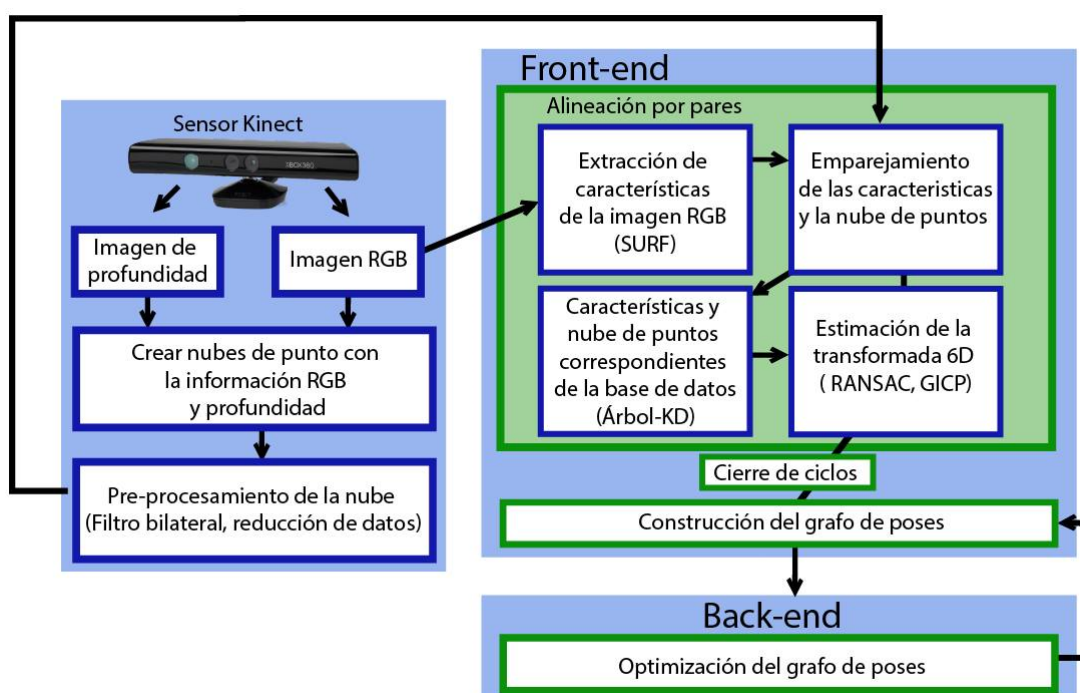 Sensor Kinect
XBOX360
Imagen de
profundidad
Imagen RGB
Crear nubes de punto con
la información RGB
y profundidad
Pre-procesamiento de la nube
(Filtro bilateral, reducción de datos)
Front-end
Alineación por pares
Extracción de
características
de la imagen RGB
(SURF)
Emparejamiento
de las caracteristicas
y la nube de puntos
Características y
nube de puntos
correspondientes
de la base de datos
(Árbol-KD)
Estimación de la
transformada 6D
( RANSAC, GICP)
Cierre de ciclos
Construcción del grafo de poses
Back-end
Optimización del grafo de poses